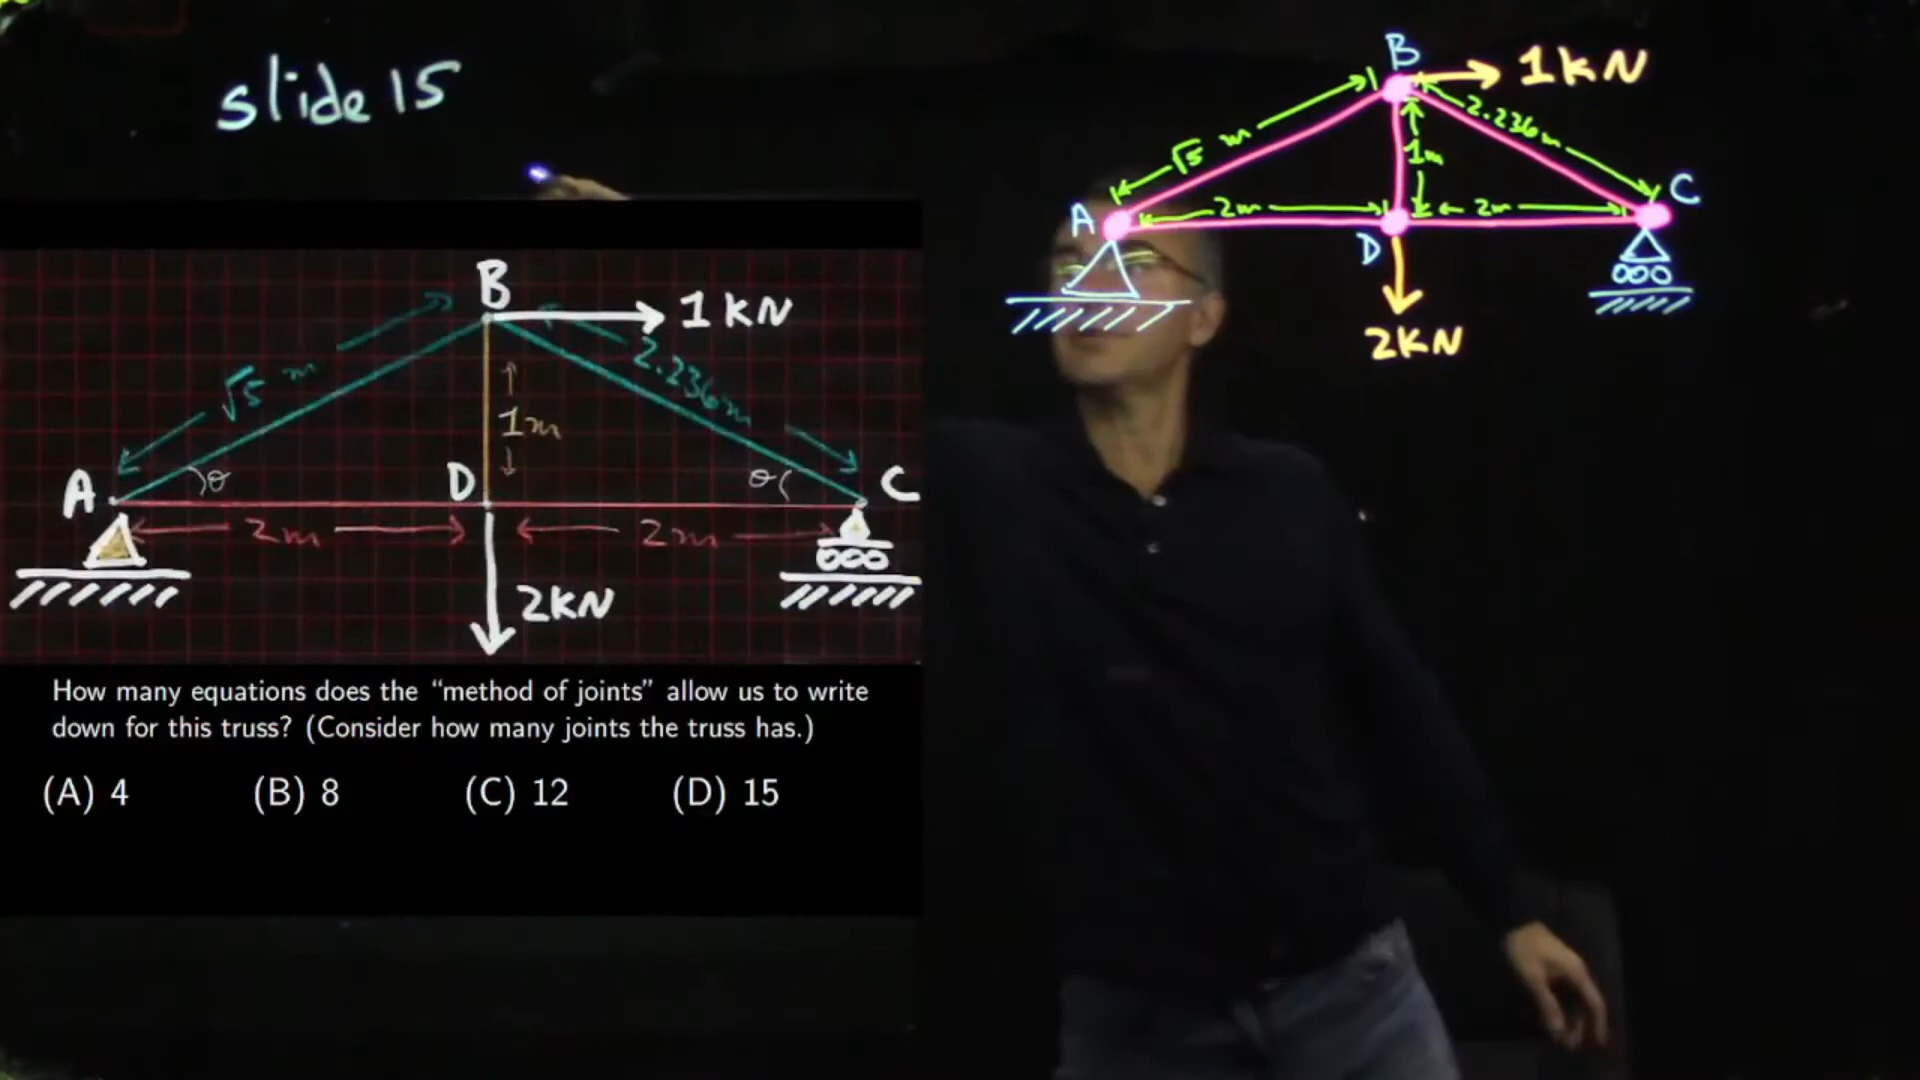 slide 15
B
1 kN
√5 m
2.236m
1m
A
θ
D
θ
C
2m
2m
2kN
How many equations does the “method of joints” allow us to write
down for this truss? (Consider how many joints the truss has.)
(A) 4 (B) 8 (C) 12 (D) 15
B
1kN
√5 m
2.236m
1m
A
2m
2m
C
D
2kN